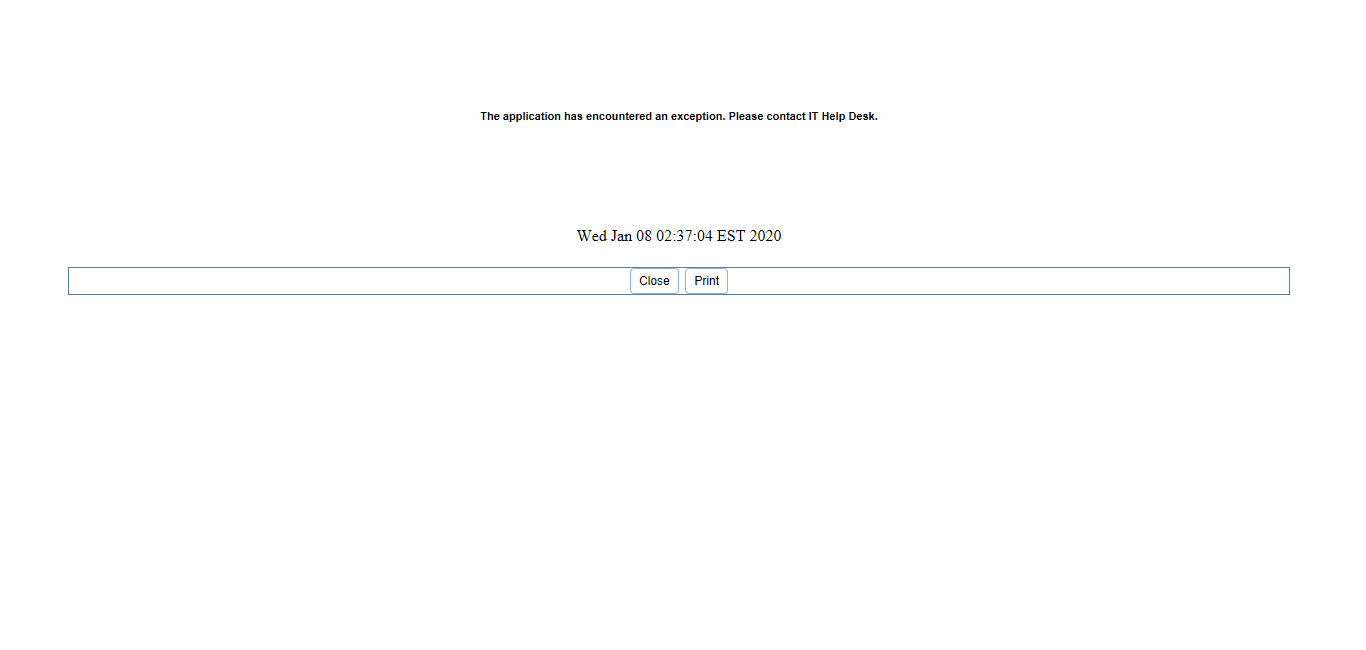 The application has encountered an exception. Please contact IT Help Desk.
Wed Jan 08 02:37:04 EST 2020
Close Print